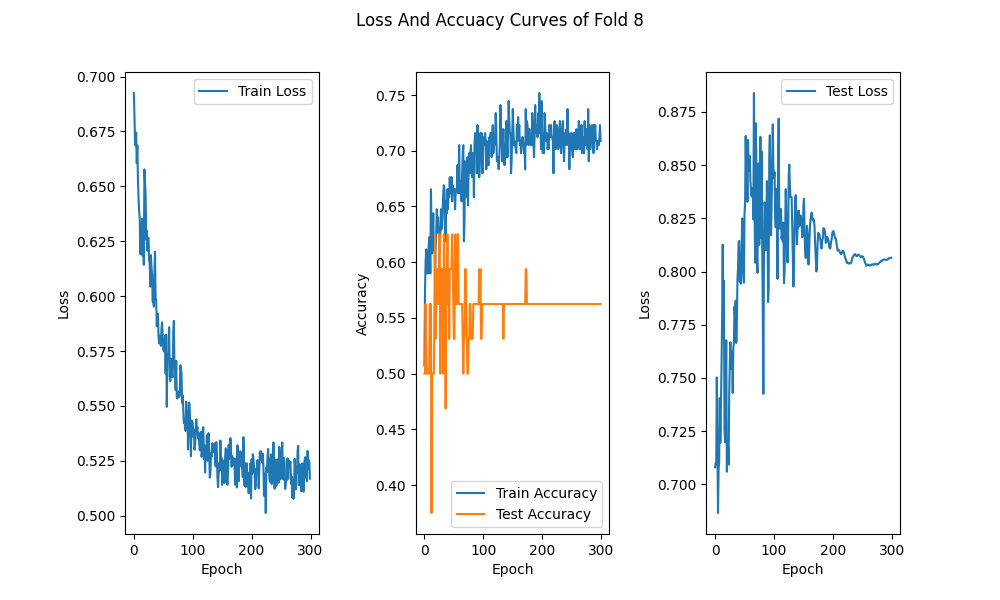 Loss And Accuacy Curves of Fold 8
0.700
0.675
0.650
0.625
0.600
0.575
0.550
0.525
0.500
Loss
0 100 200 300
Epoch
Train Loss
0.75
0.70
0.65
0.60
0.55
0.50
0.45
0.40
Accuracy
0 100 200 300
Epoch
Train Accuracy
Test Accuracy
0.875
0.850
0.825
0.800
0.775
0.750
0.725
0.700
Loss
0 100 200 300
Epoch
Test Loss